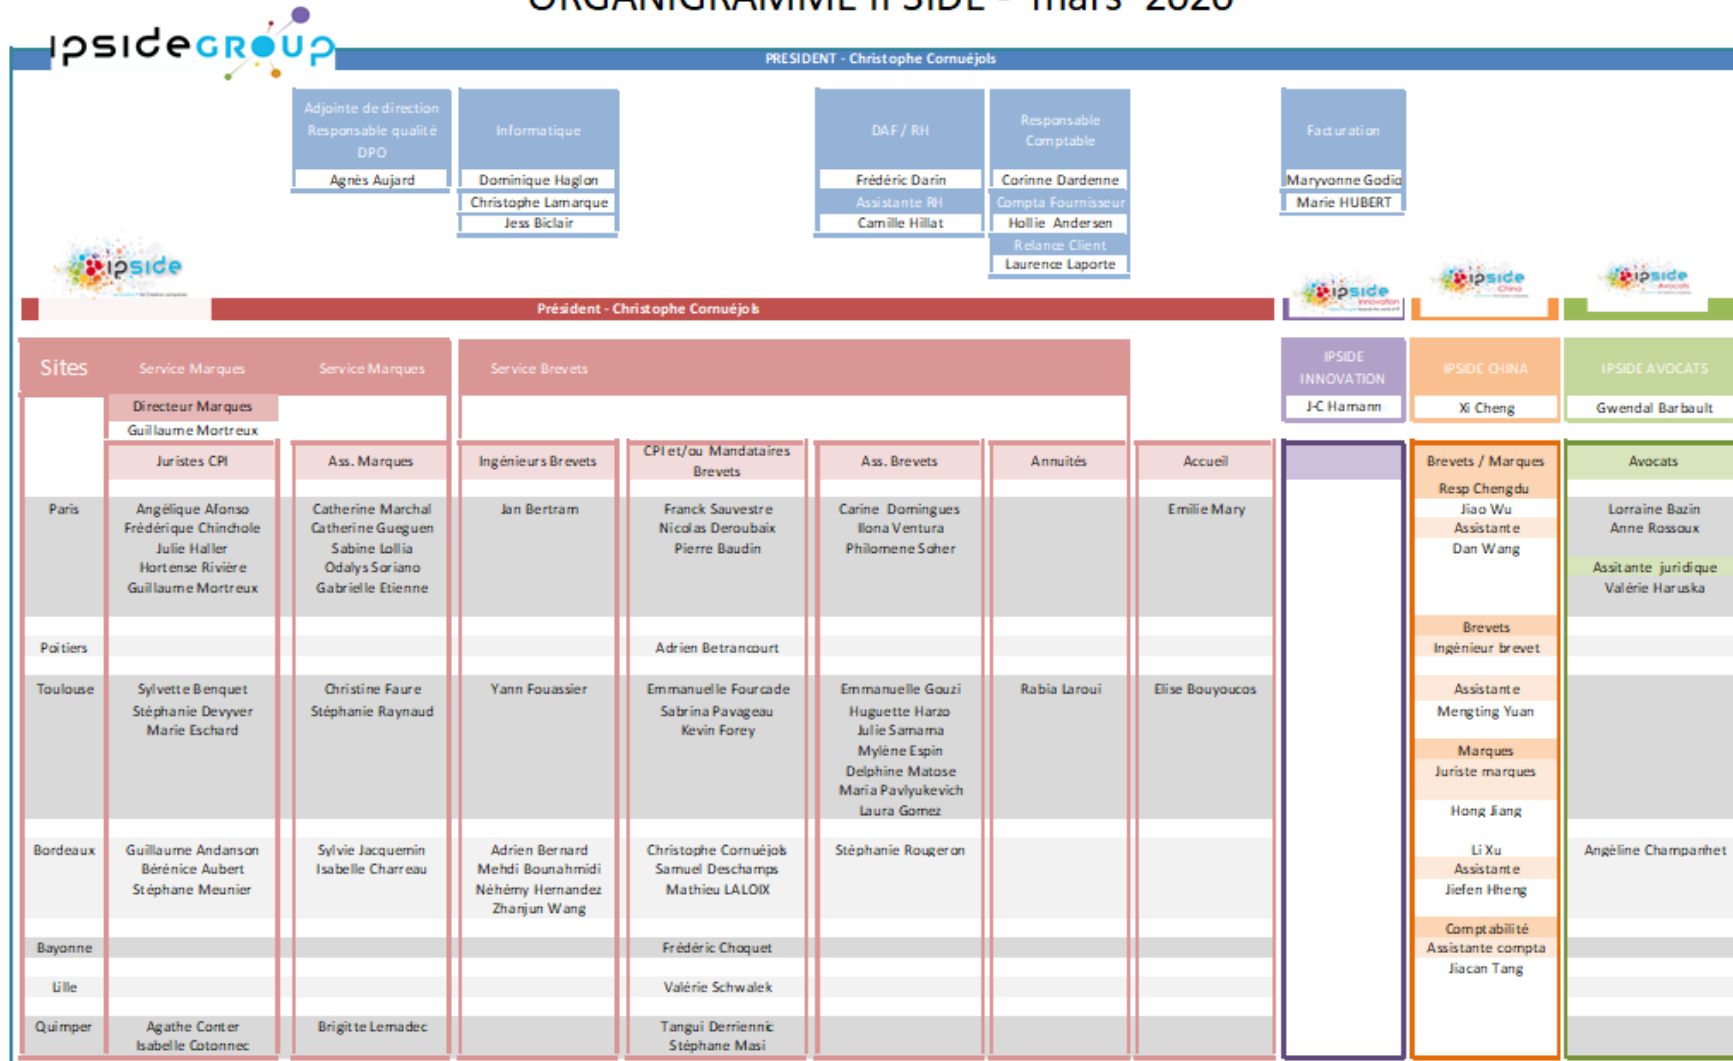 ORGANIGRAMME IPSIDE - mars 2020
ipsideGROUP
PRESIDENT - Christophe Cornuéjols
Adjointe de direction
Responsable qualité
DPO
Agnès Aujard
Informatique
Dominique Haglon
Christophe Lamarque
Jess Biclair
DAF / RH
Frédéric Darin
Assistante RH
Camille Hillat
Responsable
Comptable
Corinne Dardenne
Compta Fournisseur
Hollie Andersen
Relance Client
Laurence Laporte
Facturation
Maryvonne Godio
Marie HUBERT
ipside
Président - Christophe Cornuéjols
ipside
Innovation
ipside
China
ipside
Avocats
Sites
Service Marques
Service Marques
Service Brevets
IPSIDE
INNOVATION
IPSIDE CHINA
IPSIDE AVOCATS
Directeur Marques
Guillaume Mortreux
J-C Hamann
Xi Cheng
Gwendal Barbault
Juristes CPI
Ass. Marques
Ingénieurs Brevets
CPI et/ou Mandataires
Brevets
Ass. Brevets
Annuités
Accueil
Brevets / Marques
Avocats
Paris
Angélique Afonso
Frédérique Chinchole
Julie Haller
Hortense Rivière
Guillaume Mortreux
Catherine Marchal
Catherine Gueguen
Sabine Lollia
Odalys Soriano
Gabrielle Etienne
Jan Bertram
Franck Sauvestre
Nicolas Deroubaix
Pierre Baudin
Carine Domingues
Ilona Ventura
Philomene Soher
Emilie Mary
Resp Chengdu
Jiao Wu
Assistante
Dan Wang
Lorraine Bazin
Anne Rossoux
Assitante juridique
Valérie Haruska
Poitiers
Adrien Betrancourt
Brevets
Ingénieur brevet
Toulouse
Sylvette Benquet
Stéphanie Devyver
Marie Eschard
Christine Faure
Stéphanie Raynaud
Yann Fouassier
Emmanuelle Fourcade
Sabrina Pavageau
Kevin Forey
Emmanuelle Gouzi
Huguette Harzo
Julie Samama
Mylène Espin
Delphine Matose
Maria Pavlyukevich
Laura Gomez
Rabia Laroui
Elise Bouyoucos
Assistante
Mengting Yuan
Marques
Juriste marques
Hong Jiang
Bordeaux
Guillaume Andanson
Bérénice Aubert
Stéphane Meunier
Sylvie Jacquemin
Isabelle Charreau
Adrien Bernard
Mehdi Bounahmidi
Néhémy Hernandez
Zhanjun Wang
Christophe Cornuéjols
Samuel Deschamps
Mathieu LALOIX
Stéphanie Rougeron
Li Xu
Assistante
Jiefen Hheng
Angéline Champanhet
Bayonne
Frédéric Choquet
Comptabilité
Assistante compta
Jiacan Tang
Lille
Valérie Schwalek
Quimper
Agathe Conter
Isabelle Cotonnec
Brigitte Lemadec
Tangui Derriennic
Stéphane Masi